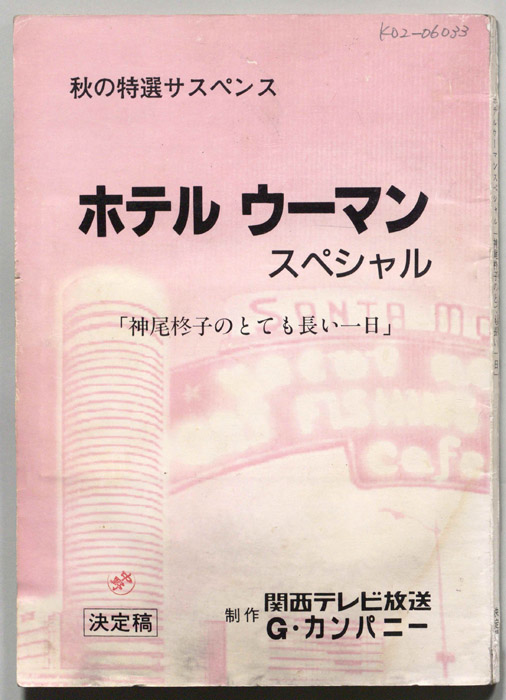 KD2-06033
秋の特選サスペンス
ホテル ウーマン
スペシャル
「神尾柊子のとても長い一日」
SANTA MO
Cafe
決定稿
制作 関西テレビ放送
G・カンパニー